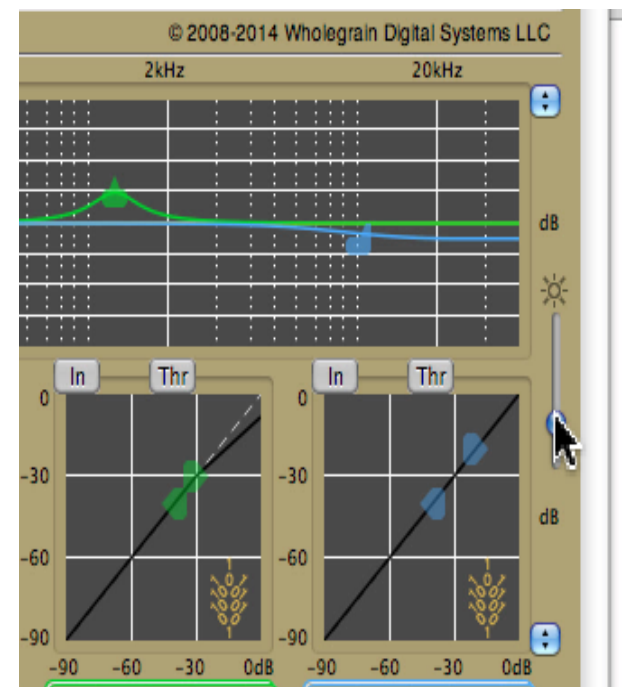 © 2008-2014 Wholegrain Digital Systems LLC
2kHz 20kHz
dB
In Thr In Thr
0 0
-30 -30
dB
-60 -60
-90 -90
-90 -60 -30 0dB -90 -60 -30 0dB